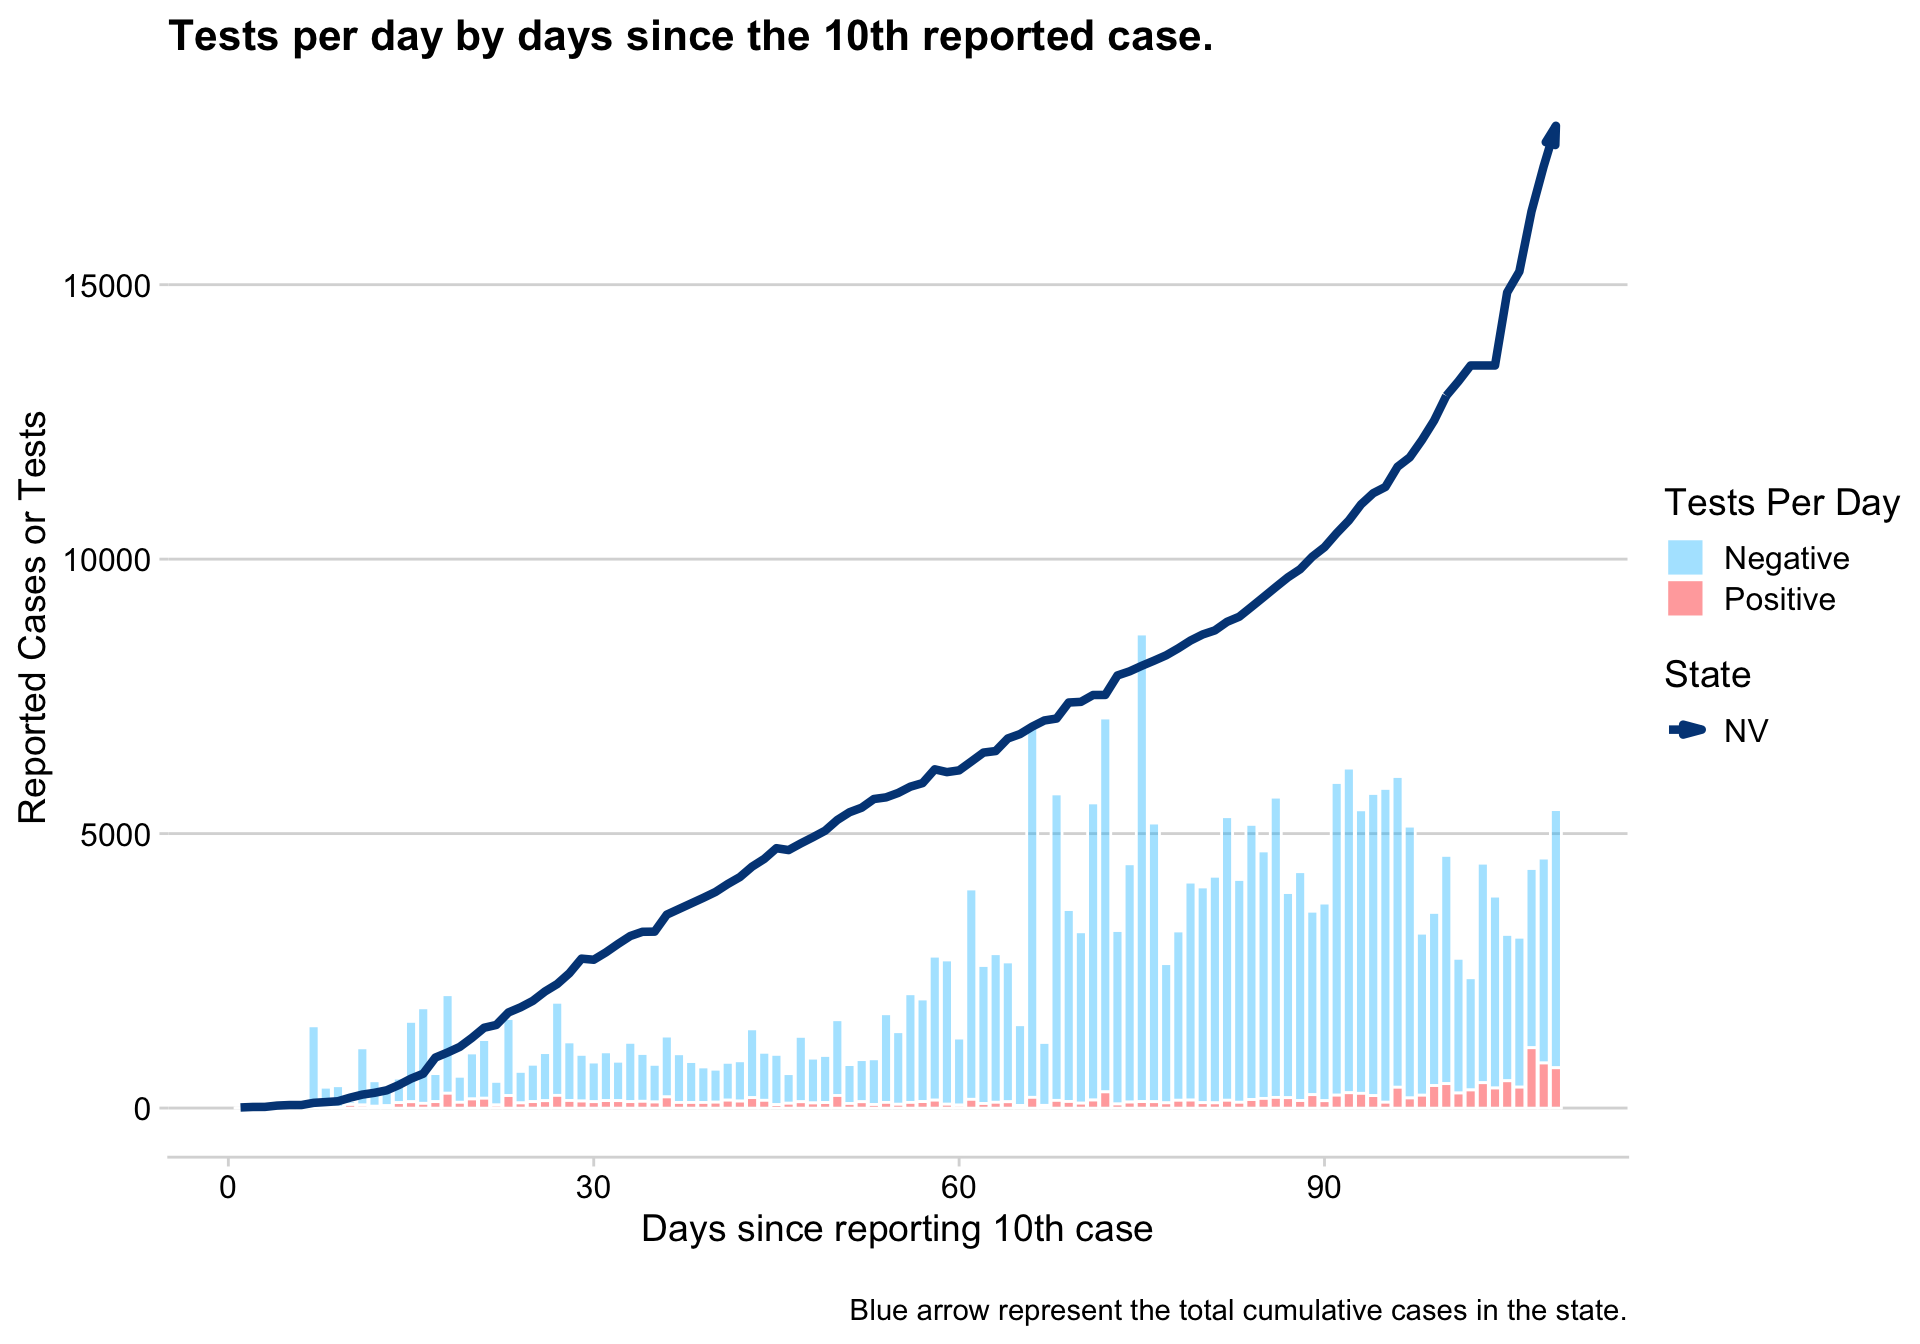 Tests per day by days since the 10th reported case.
Reported Cases or Tests
15000
10000
5000
0
0 30 60 90
Days since reporting 10th case
Tests Per Day
Negative
Positive
State
NV
Blue arrow represent the total cumulative cases in the state.